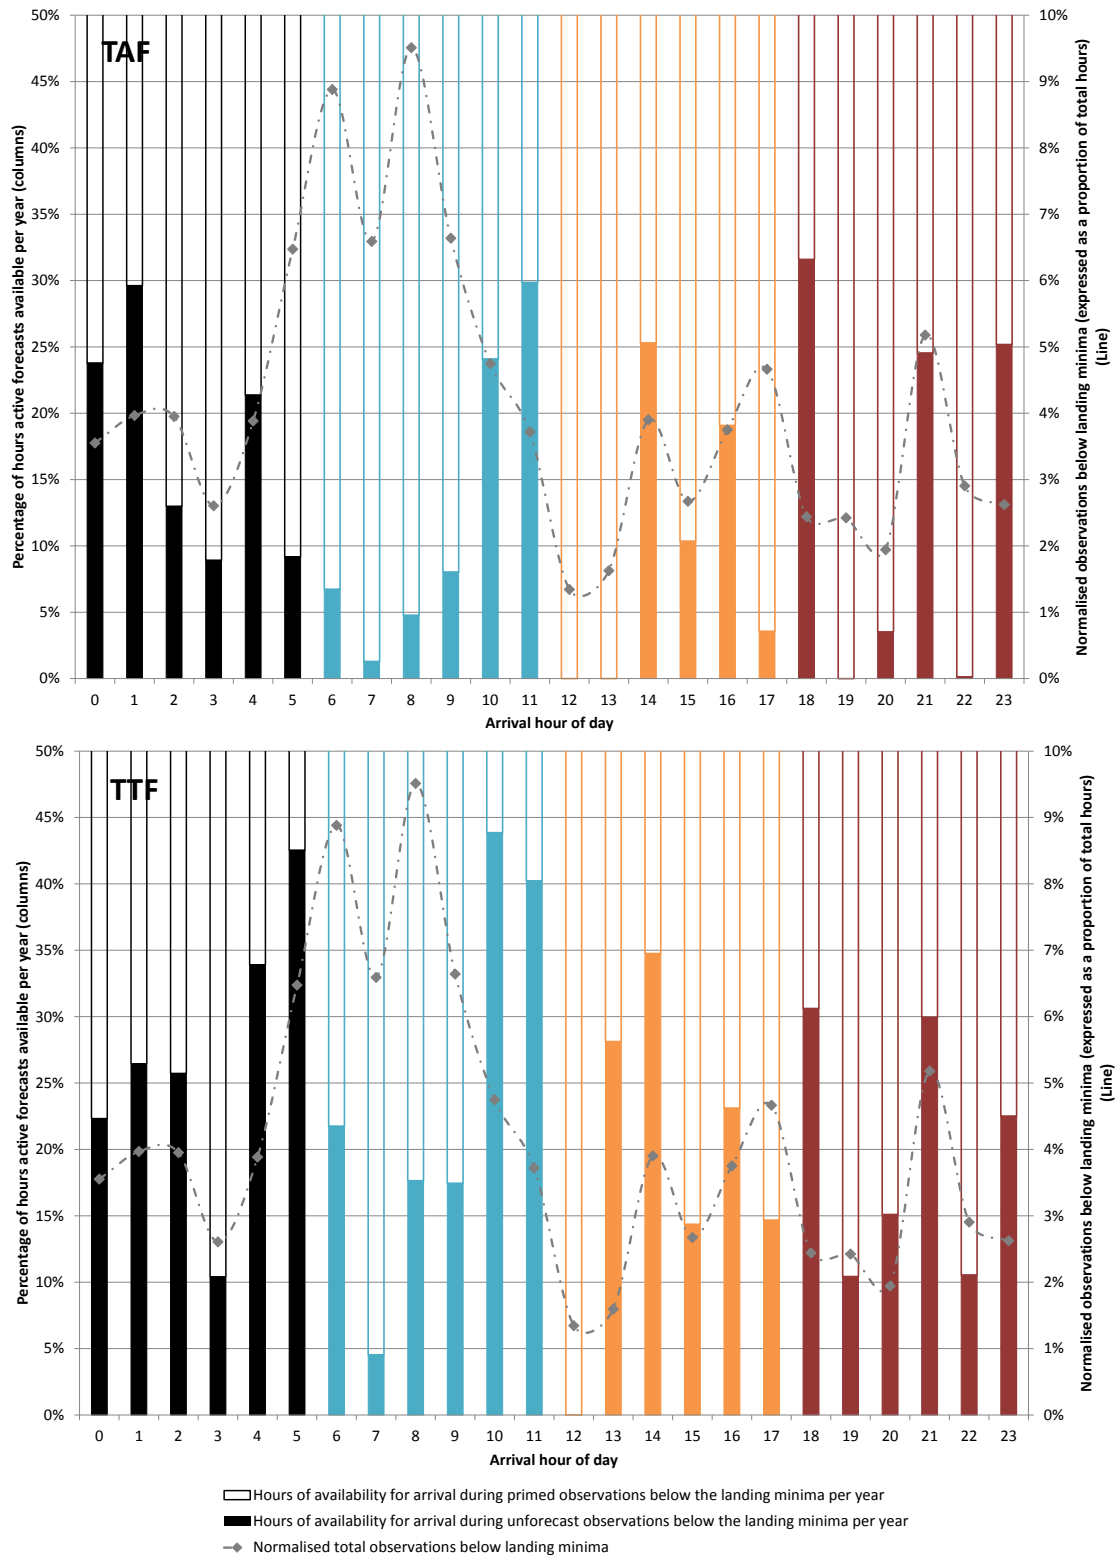 TAF
Percentage of hours active forecasts available per year (columns)
50%
45%
40%
35%
30%
25%
20%
15%
10%
5%
0%
10%
9%
8%
7%
6%
5%
4%
3%
2%
1%
0%
Normalised observations below landing minima (expressed as a proportion of total hours)
(Line)
0 1 2 3 4 5 6 7 8 9 10 11 12 13 14 15 16 17 18 19 20 21 22 23
Arrival hour of day
TTF
Percentage of hours active forecasts available per year (columns)
50%
45%
40%
35%
30%
25%
20%
15%
10%
5%
0%
10%
9%
8%
7%
6%
5%
4%
3%
2%
1%
0%
Normalised observations below landing minima (expressed as a proportion of total hours)
(Line)
0 1 2 3 4 5 6 7 8 9 10 11 12 13 14 15 16 17 18 19 20 21 22 23
Arrival hour of day
Hours of availability for arrival during primed observations below the landing minima per year
Hours of availability for arrival during unforecast observations below the landing minima per year
Normalised total observations below landing minima